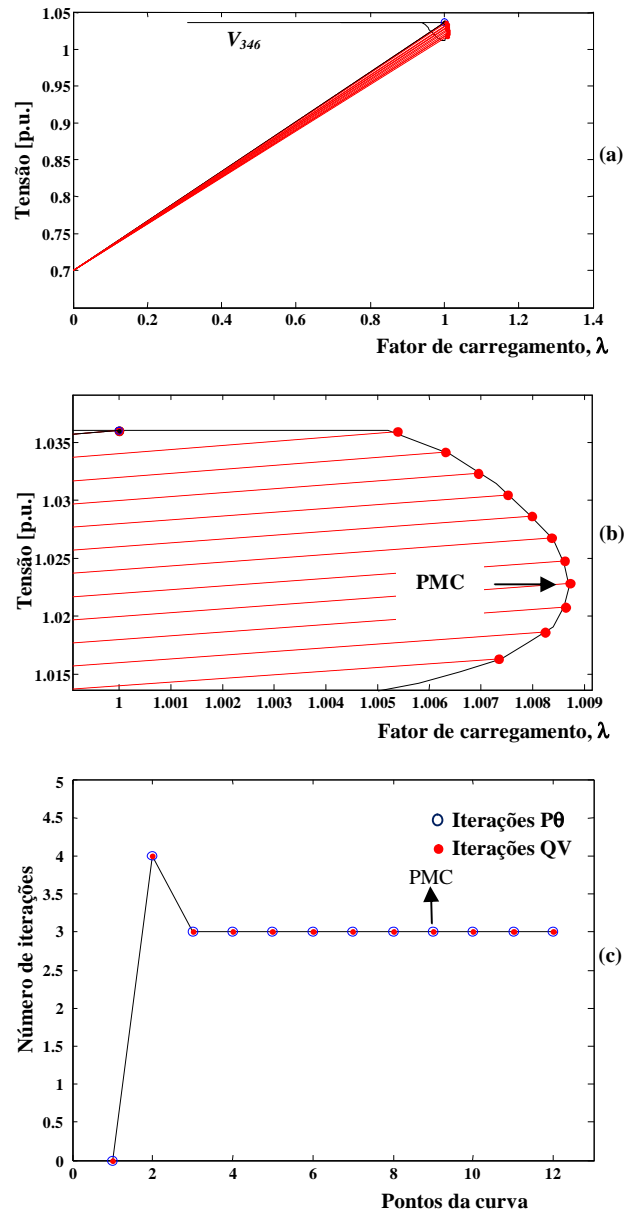 1.05
V346
1
0.95
0.9
0.85
0.8
0.75
0.7
Tensão [p.u.]
(a)
0 0.2 0.4 0.6 0.8 1 1.2 1.4
Fator de carregamento, λ
1.035
1.03
1.025
1.02
1.015
Tensão [p.u.]
(b)
PMC
1 1.001 1.002 1.003 1.004 1.005 1.006 1.007 1.008 1.009
Fator de carregamento, λ
5
4.5
4
3.5
3
2.5
2
1.5
1
0.5
0
Número de iterações
Iterações Pθ
Iterações QV
PMC
(c)
0 2 4 6 8 10 12
Pontos da curva